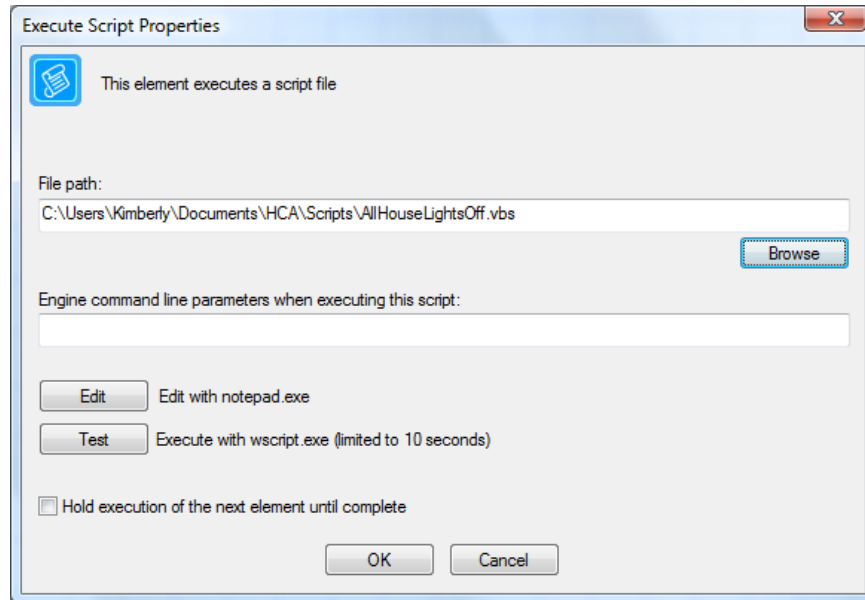 Execute Script Properties
This element executes a script file
File path:
C:\Users\Kimberly\Documents\HCA\Scripts\AllHouseLightsOff.vbs
Browse
Engine command line parameters when executing this script:
Edit Edit with notepad.exe
Test Execute with wscript.exe (limited to 10 seconds)
Hold execution of the next element until complete
OK Cancel